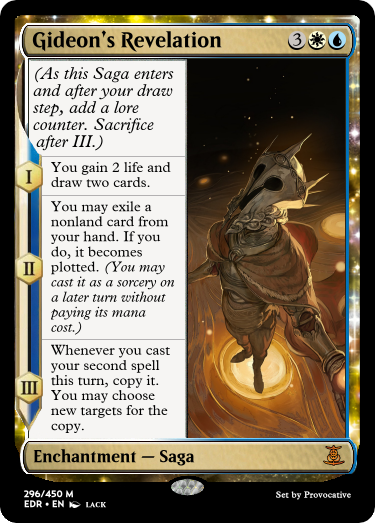 Gideon's Revelation 3
(As this Saga enters
and after your draw
step, add a lore
counter. Sacrifice
after III.)
I
You gain 2 life and
draw two cards.
II
You may exile a
nonland card from
your hand. If you
do, it becomes
plotted. (You may
cast it as a sorcery on
a later turn without
paying its mana
cost.)
III
Whenever you cast
your second spell
this turn, copy it.
You may choose
new targets for the
copy.
Enchantment — Saga
296/450 M
EDR • EN LACK
Set by Provocative